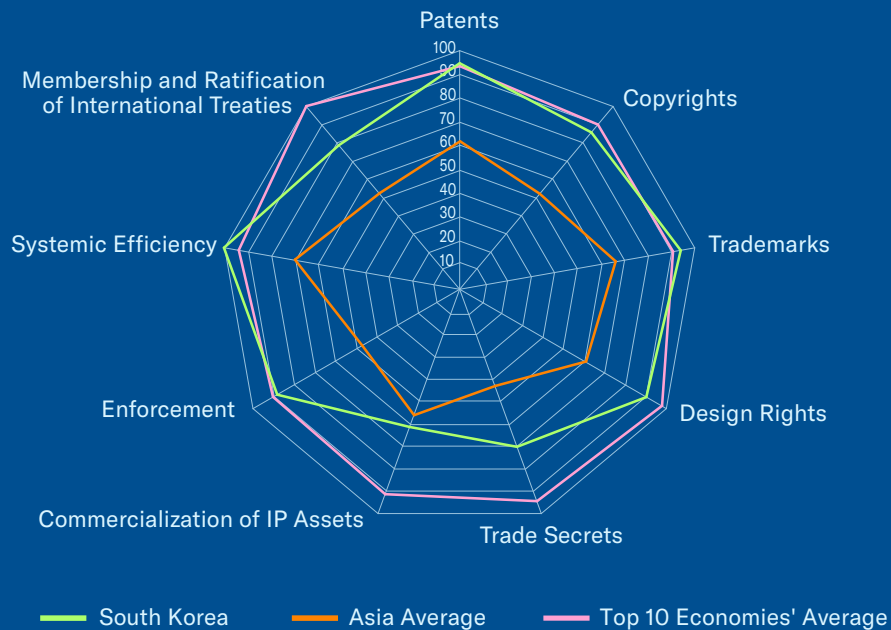 Patents
100
90
80
70
60
50
40
30
20
10
Membership and Ratification
of International Treaties
Copyrights
Systemic Efficiency
Trademarks
Enforcement
Design Rights
Commercialization of IP Assets
Trade Secrets
South Korea
Asia Average
Top 10 Economies' Average